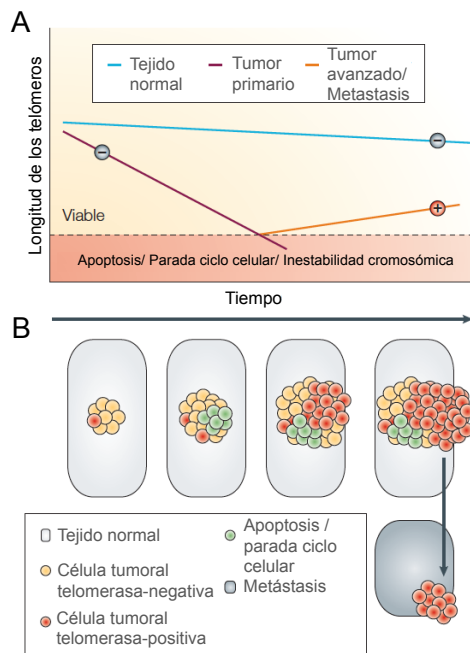 A
Tejido
normal
Tumor
primario
Tumor
avanzado/
Metastasis
Longitud de los telómeros
−
−
+
Viable
Apoptosis/ Parada ciclo celular/ Inestabilidad cromosómica
Tiempo
B
Tejido normal
Célula tumoral
telomerasa-negativa
Célula tumoral
telomerasa-positiva
Apoptosis /
parada ciclo
celular
Metástasis